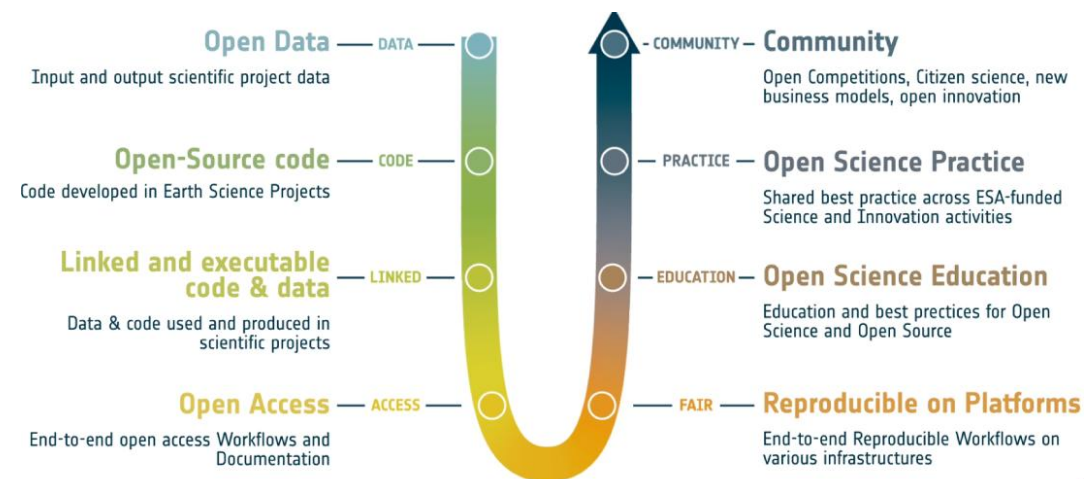 Open Data
DATA
Input and output scientific project data
Open-Source code
CODE
Code developed in Earth Science Projects
Linked and executable
code & data
LINKED
Data & code used and produced in
scientific projects
Open Access
ACCESS
End-to-end open access Workflows and
Documentation
COMMUNITY
Community
Open Competitions, Citizen science, new
business models, open innovation
PRACTICE
Open Science Practice
Shared best practice across ESA-funded
Science and Innovation activities
EDUCATION
Open Science Education
Education and best prectices for Open
Science and Open Source
FAIR
Reproducible on Platforms
End-to-end Reproducible Workflows on
various infrastructures